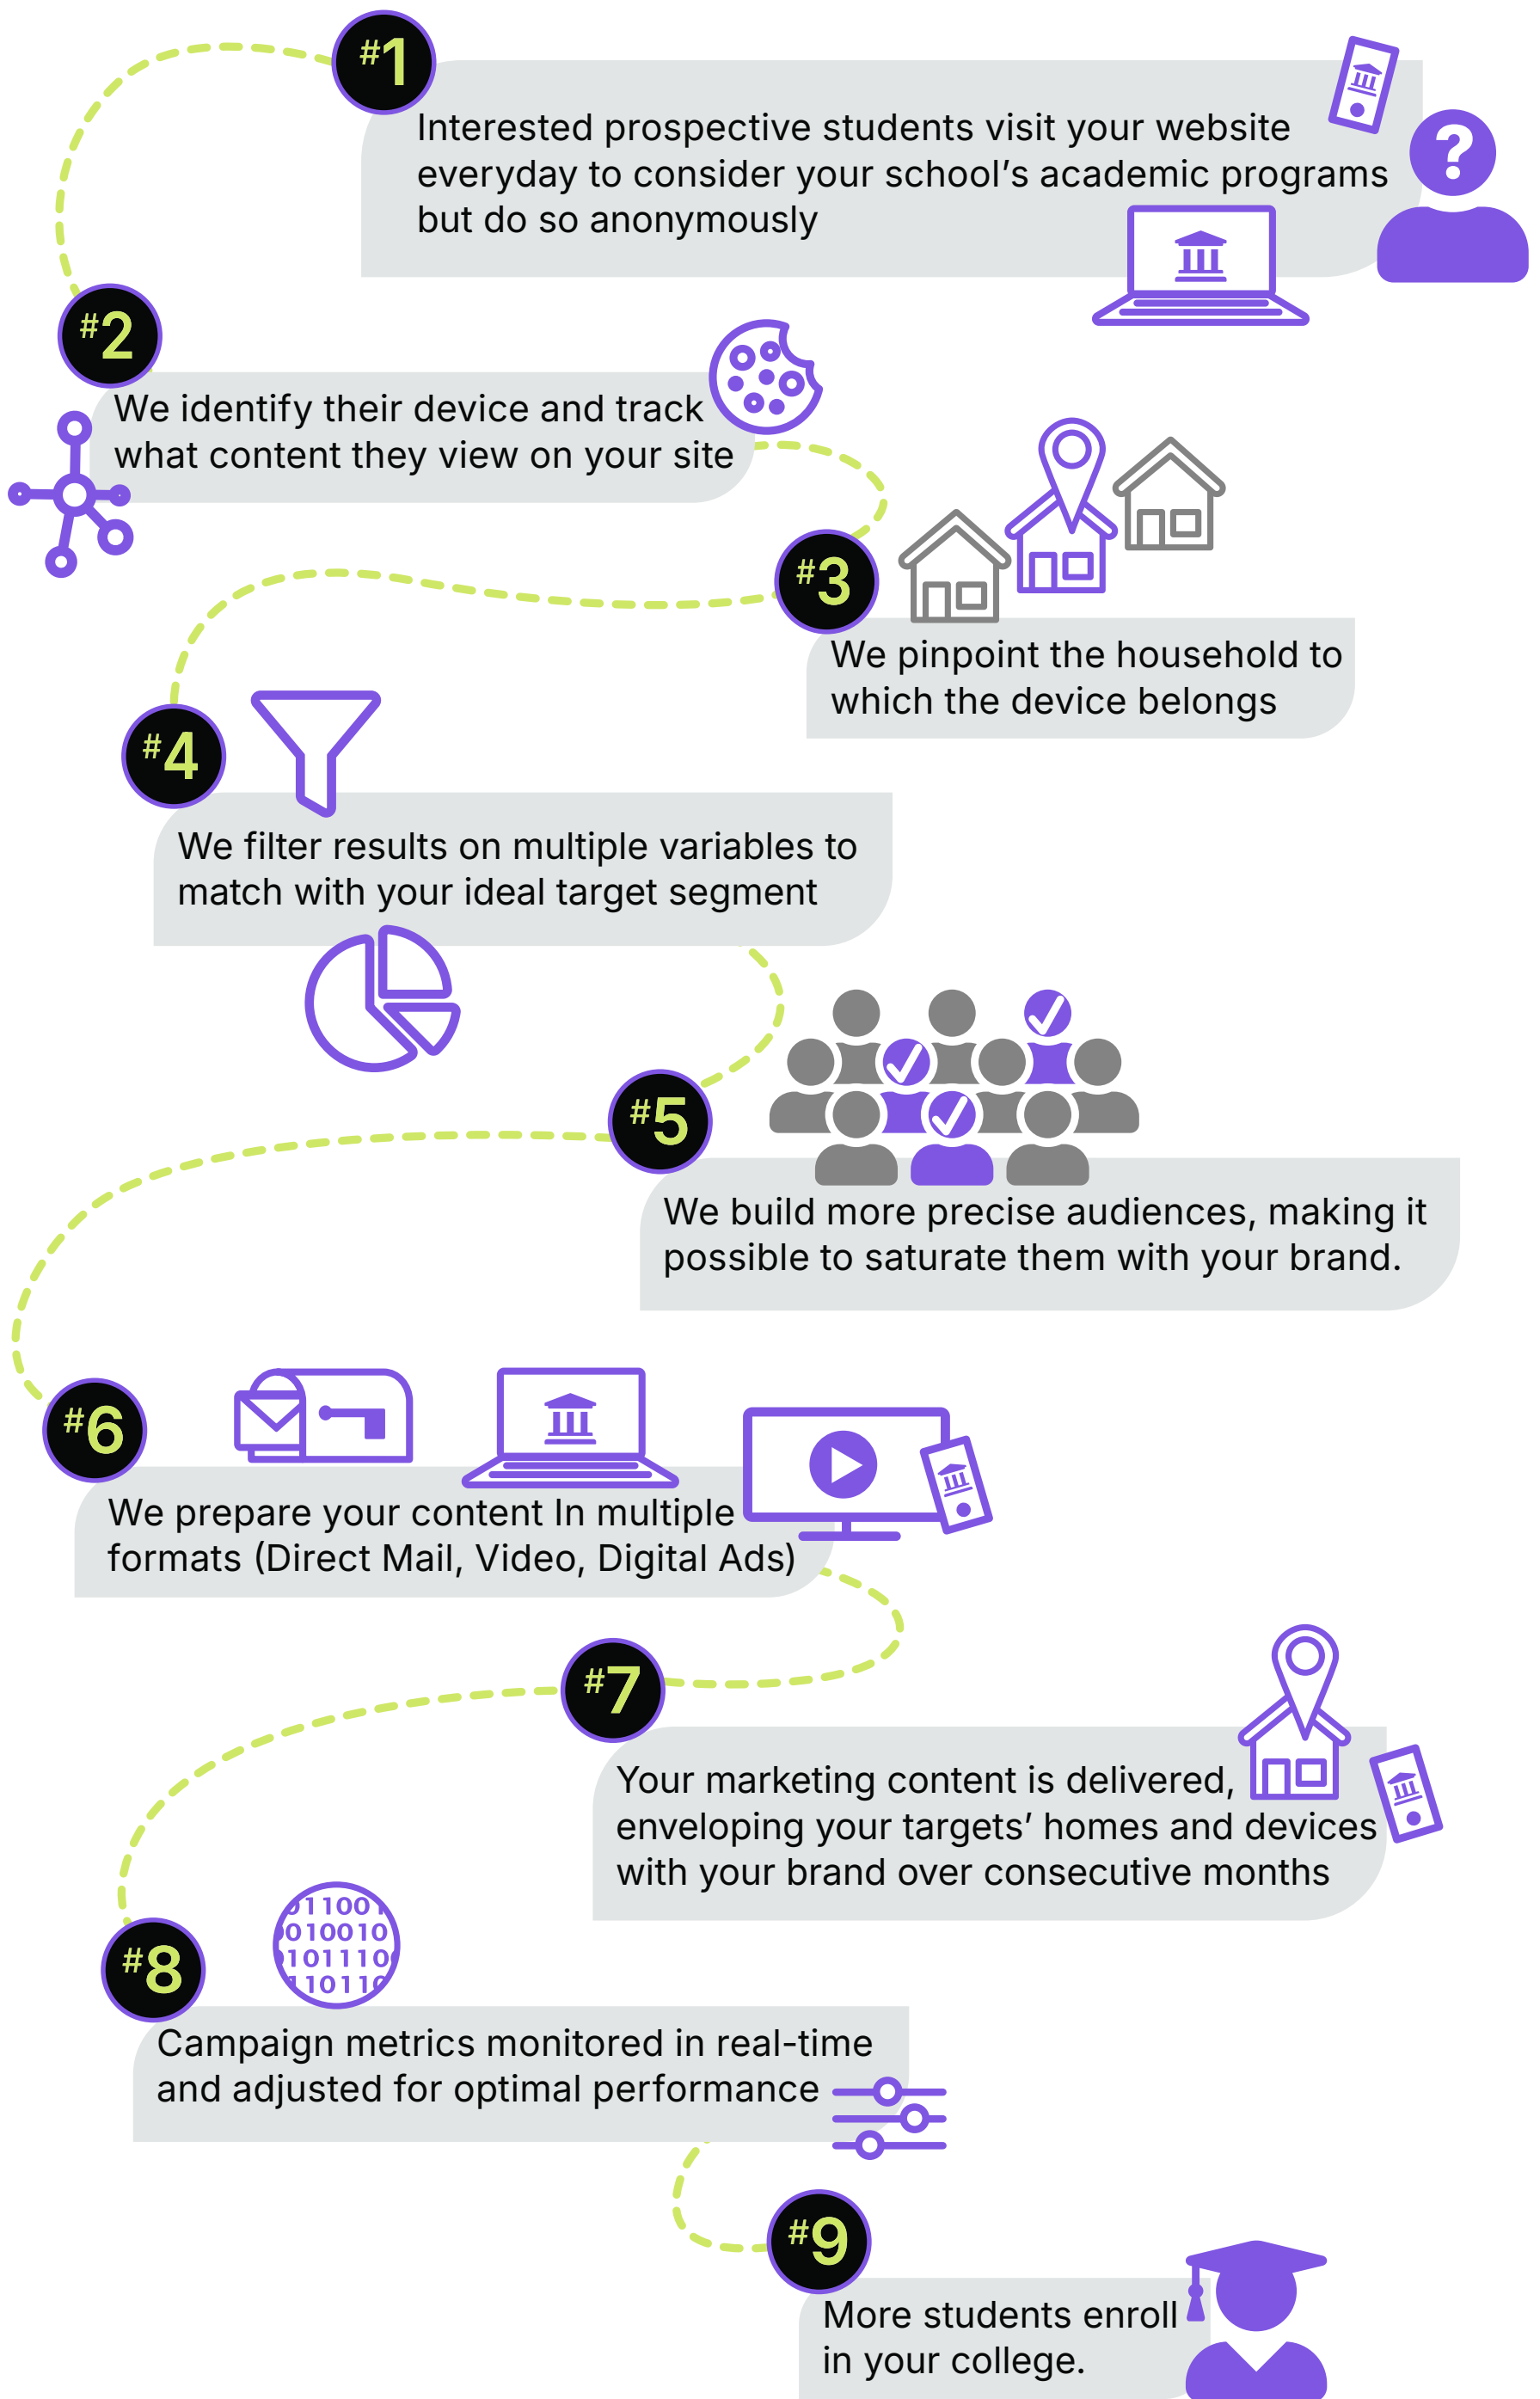 #1
Interested prospective students visit your website
everyday to consider your school’s academic programs
but do so anonymously
?
#2
We identify their device and track
what content they view on your site
#3
We pinpoint the household to
which the device belongs
#4
We filter results on multiple variables to
match with your ideal target segment
#5
We build more precise audiences, making it
possible to saturate them with your brand.
#6
We prepare your content In multiple
formats (Direct Mail, Video, Digital Ads)
#7
Your marketing content is delivered,
enveloping your targets’ homes and devices
with your brand over consecutive months
#8
011001
0010010
0101110
110110
Campaign metrics monitored in real-time
and adjusted for optimal performance
#9
More students enroll
in your college.